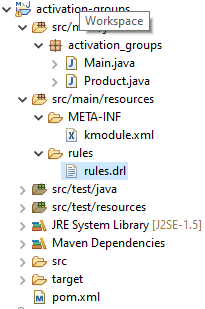 activation-groups
Workspace
src/m
activation_groups
Main.java
Product.java
src/main/resources
META-INF
kmodule.xml
rules
rules.drl
src/test/java
src/test/resources
JRE System Library [J2SE-1.5]
Maven Dependencies
src
target
pom.xml